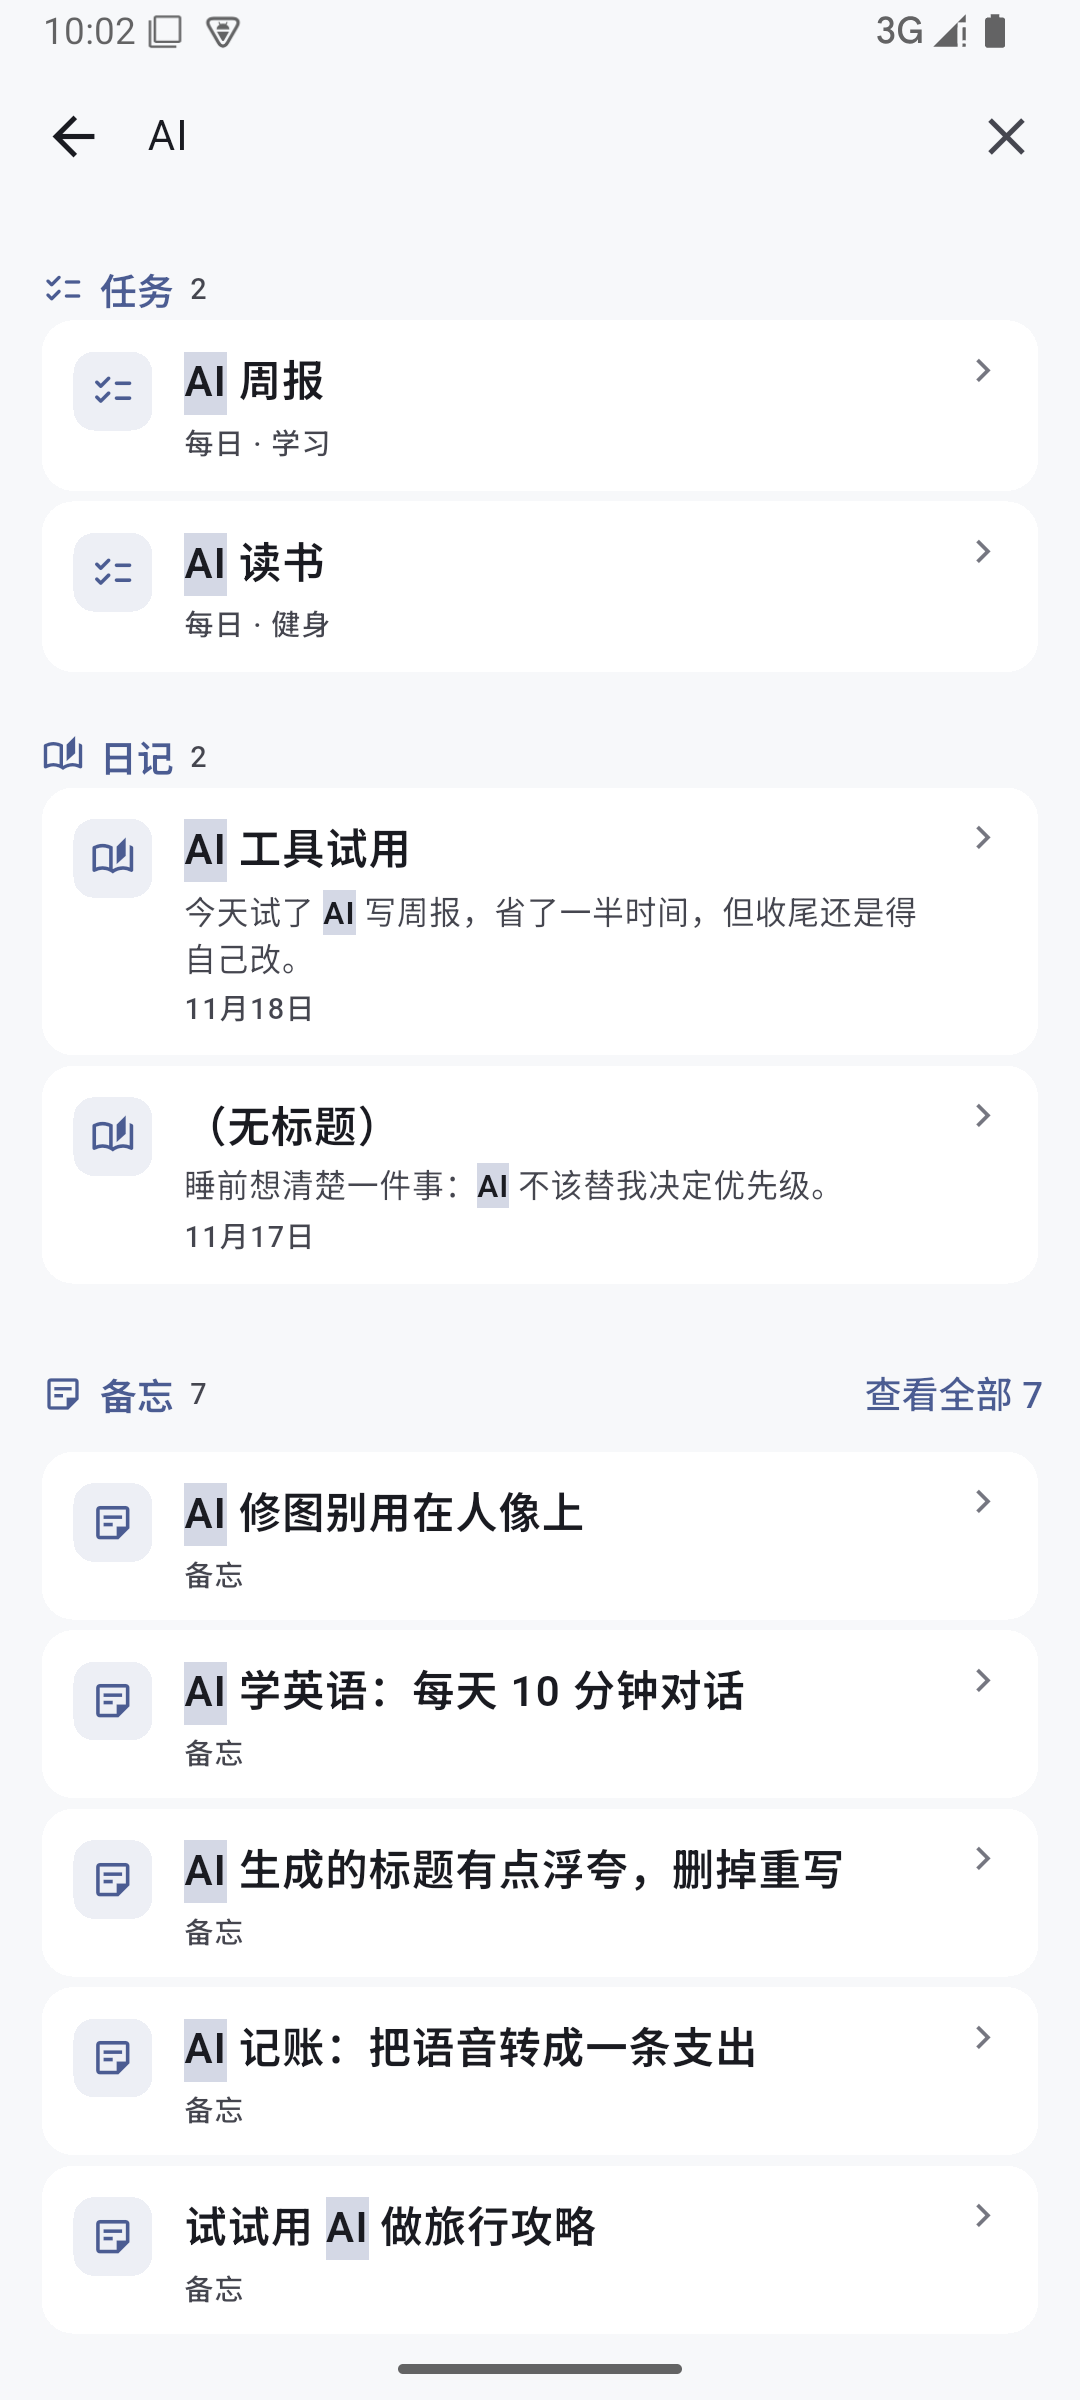 10:02
3G
AI
任务 2
AI 周报
每日 · 学习
AI 读书
每日 · 健身
日记 2
AI 工具试用
今天试了 AI 写周报，省了一半时间，但收尾还是得
自己改。
11月18日
（无标题）
睡前想清楚一件事：AI 不该替我决定优先级。
11月17日
备忘 7
查看全部 7
AI 修图别用在人像上
备忘
AI 学英语：每天 10 分钟对话
备忘
AI 生成的标题有点浮夸，删掉重写
备忘
AI 记账：把语音转成一条支出
备忘
试试用 AI 做旅行攻略
备忘